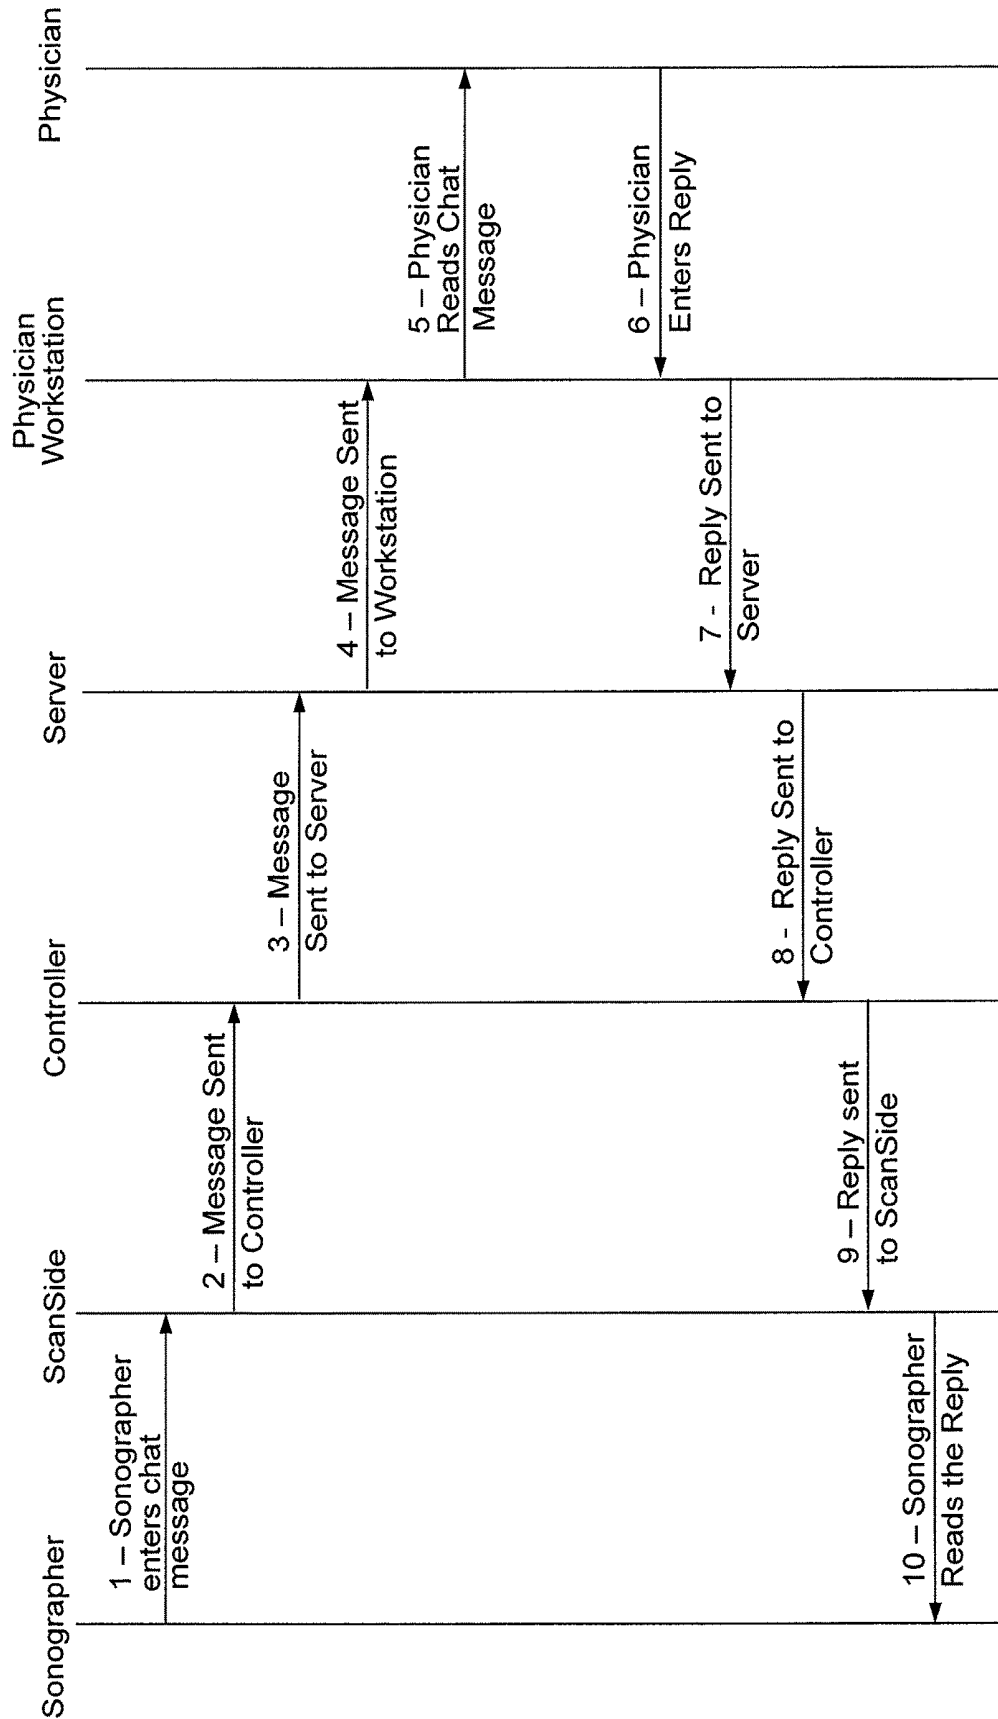 Sonographer
ScanSide
Controller
Server
Physician
Workstation
Physician
1 – Sonographer
enters chat
message
2 – Message Sent
to Controller
3 – Message
Sent to Server
4 – Message Sent
to Workstation
5 – Physician
Reads Chat
Message
6 – Physician
Enters Reply
7 - Reply Sent to
Server
8 - Reply Sent to
Controller
9 – Reply sent
to ScanSide
10 – Sonographer
Reads the Reply